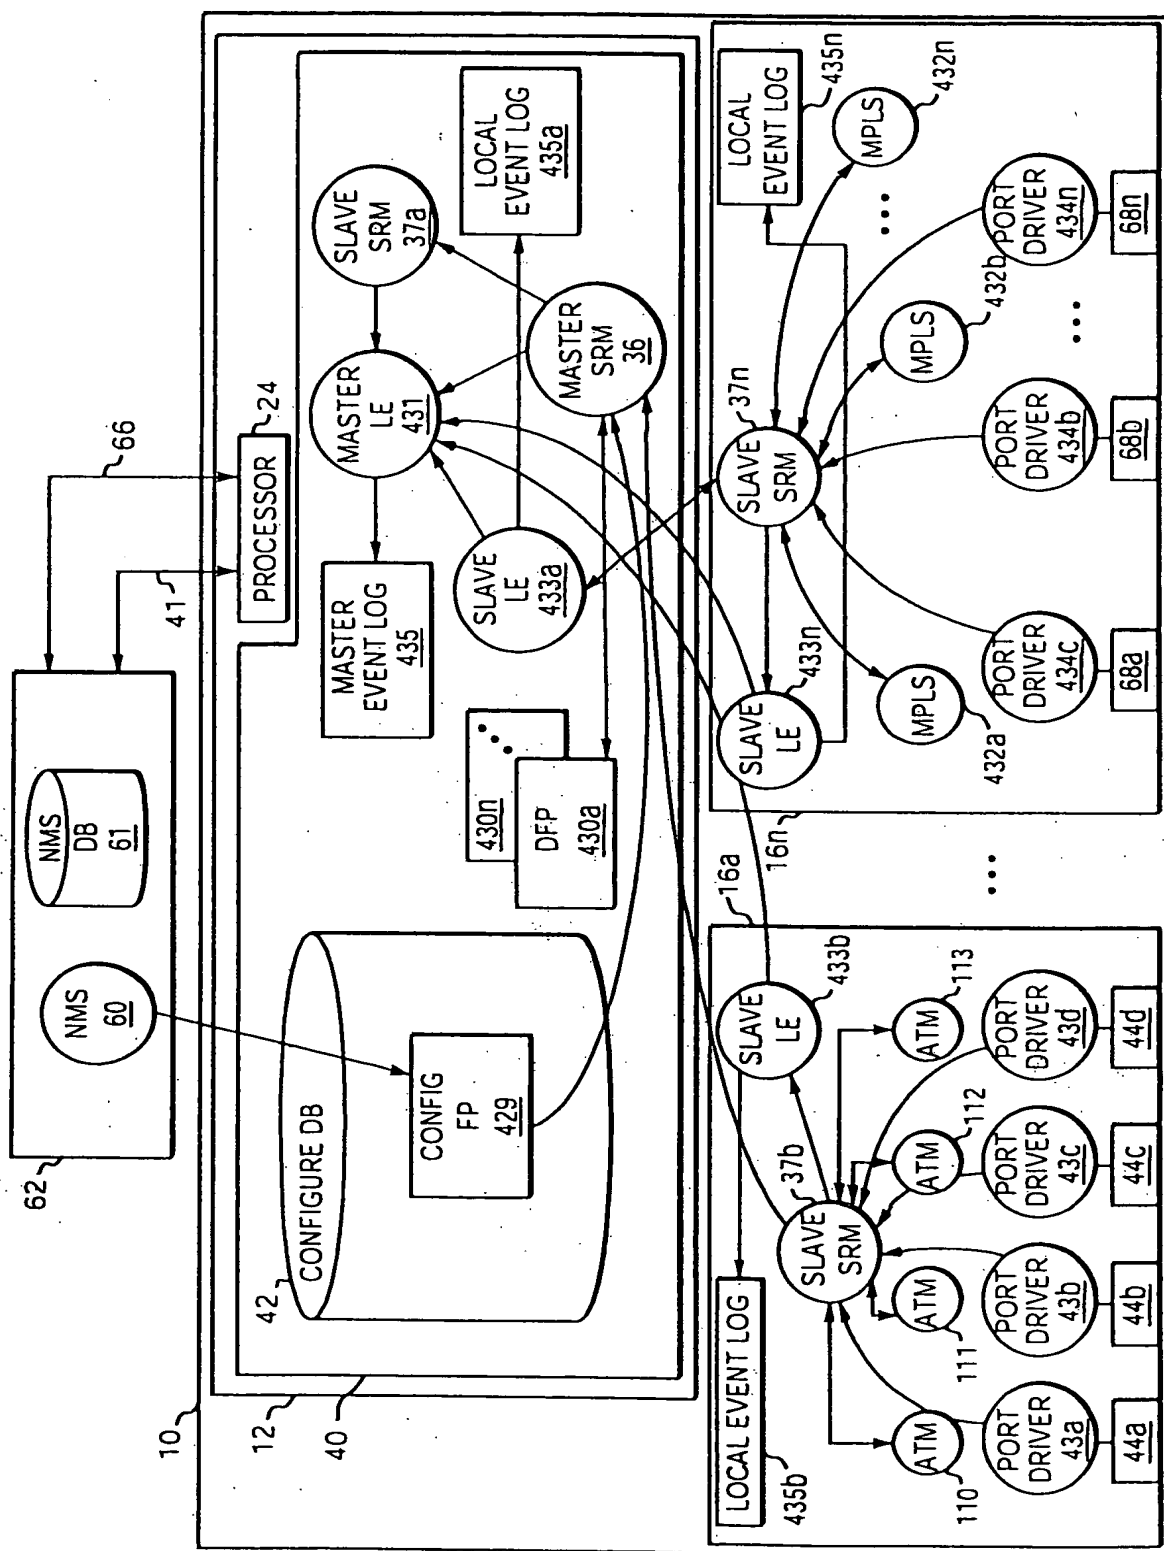 62
NMS
60
NMS
DB
61
41
66
10
12
40
PROCESSOR
24
42
CONFIGURE DB
CONFIG
FP
429
430n
DFP
430a
MASTER
EVENT LOG
435
MASTER
LE
431
SLAVE
SRM
37a
SLAVE
LE
433a
LOCAL
EVENT LOG
435a
MASTER
SRM
36
LOCAL EVENT LOG
435b
SLAVE
LE
433b
16a
SLAVE
SRM
37b
ATM
110
ATM
111
ATM
112
ATM
113
PORT
DRIVER
43a
PORT
DRIVER
43b
PORT
DRIVER
43c
PORT
DRIVER
43d
44a
44b
44c
44d
16n
SLAVE
LE
433n
SLAVE
SRM
37n
LOCAL
EVENT LOG
435n
MPLS
432a
MPLS
432b
MPLS
432n
PORT
DRIVER
434c
PORT
DRIVER
434b
PORT
DRIVER
434n
68a
68b
68n